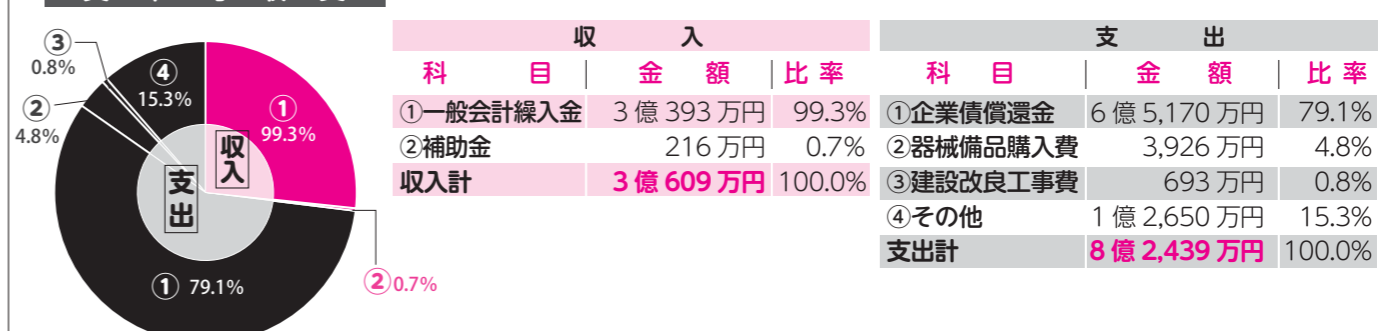 ③
0.8%
②
4.8%
④
15.3%
①
99.3%
収入
支出
① 79.1%
②0.7%
収 入
科 目 金 額 比 率
①一般会計繰入金 3 億 393 万円 99.3%
②補助金 216 万円 0.7%
収入計 3 億 609 万円 100.0%
支 出
科 目 金 額 比 率
①企業債償還金 6 億 5,170 万円 79.1%
②器械備品購入費 3,926 万円 4.8%
③建設改良工事費 693 万円 0.8%
④その他 1 億 2,650 万円 15.3%
支出計 8 億 2,439 万円 100.0%